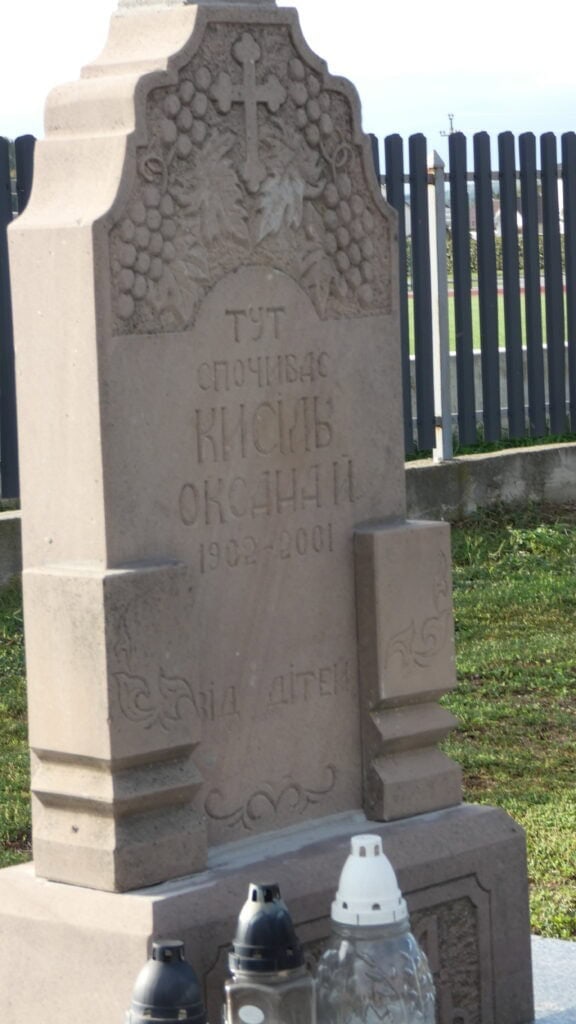 ТУТ
СПОЧИВАЄ
КИСІЛЬ
ОКСАНА Й
1902-2001
ВІД ДІТЕЙ